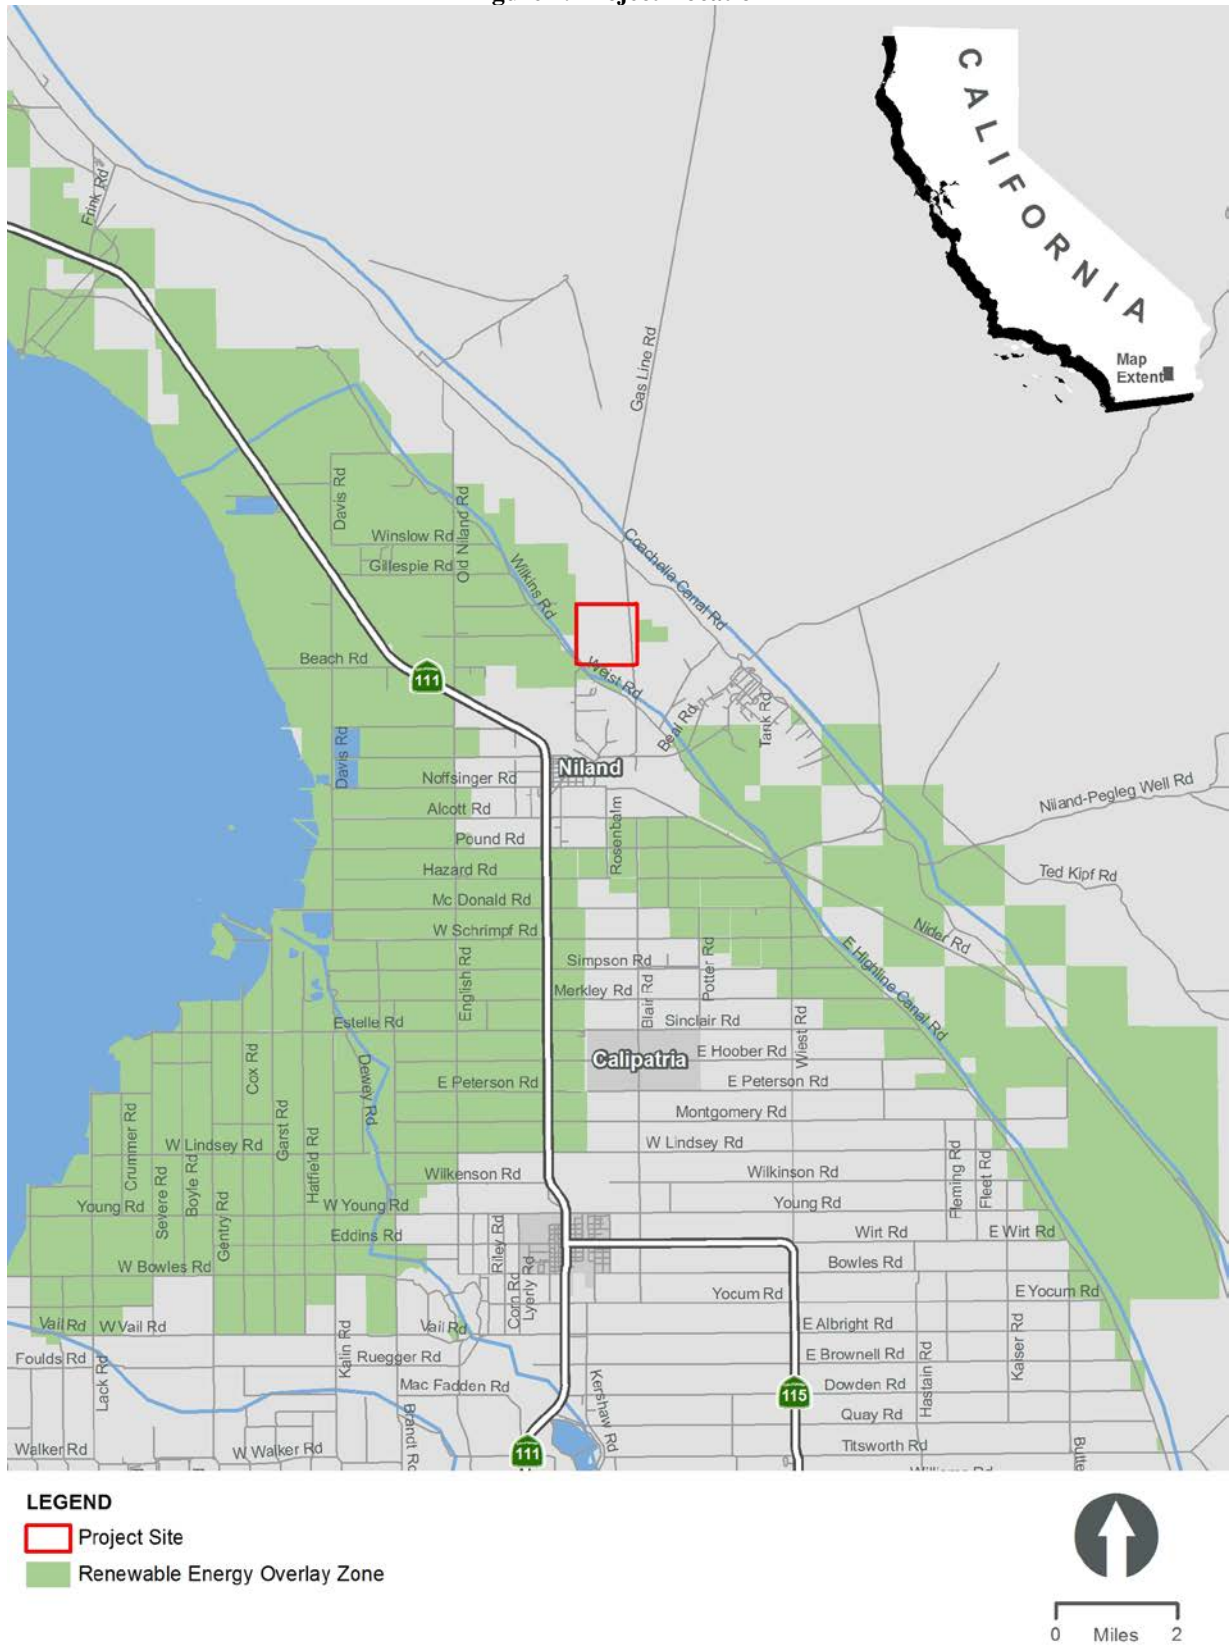 CALIFORNIA
Map
Extent
Frink Rd
Gas Line Rd
Davis Rd
Old Niland Rd
Winslow Rd
Gillespie Rd
Wilkins Rd
Coachella Canal Rd
Beach Rd
111
Weist Rd
Beal Rd
Tank Rd
Davis Rd
Niland
Noffsinger Rd
Niland-Pegleg Well Rd
Alcott Rd
Rosenbalm
Pound Rd
Hazard Rd
Ted Kipf Rd
Mc Donald Rd
W Schrimpf Rd
Nider Rd
English Rd
Simpson Rd
Potter Rd
E Highline Canal Rd
Merkley Rd
Blair Rd
Estelle Rd
Sinclair Rd
Wiest Rd
Cox Rd
Dewey Rd
Calipatria
E Hoober Rd
E Peterson Rd
E Peterson Rd
Crummer Rd
Garst Rd
Montgomery Rd
W Lindsey Rd
W Lindsey Rd
Severe Rd
Boyle Rd
Hatfield Rd
Wilkenson Rd
Wilkinson Rd
Fleming Rd
Fleet Rd
Young Rd
Gentry Rd
W Young Rd
Young Rd
Eddins Rd
Riley Rd
Wirt Rd
E Wirt Rd
W Bowles Rd
Bowles Rd
Corn Rd
Lyerly Rd
Yocum Rd
E Yocum Rd
Vail Rd
W Vail Rd
Vail Rd
E Albright Rd
Foulds Rd
Kalin Rd
Ruegger Rd
E Brownell Rd
Kaiser Rd
Lack Rd
Mac Fadden Rd
Kershaw Rd
115
Dowden Rd
Hastain Rd
Brandt Rd
Quay Rd
Walker Rd
W Walker Rd
111
Titsworth Rd
LEGEND
Project Site
Renewable Energy Overlay Zone
0 Miles 2